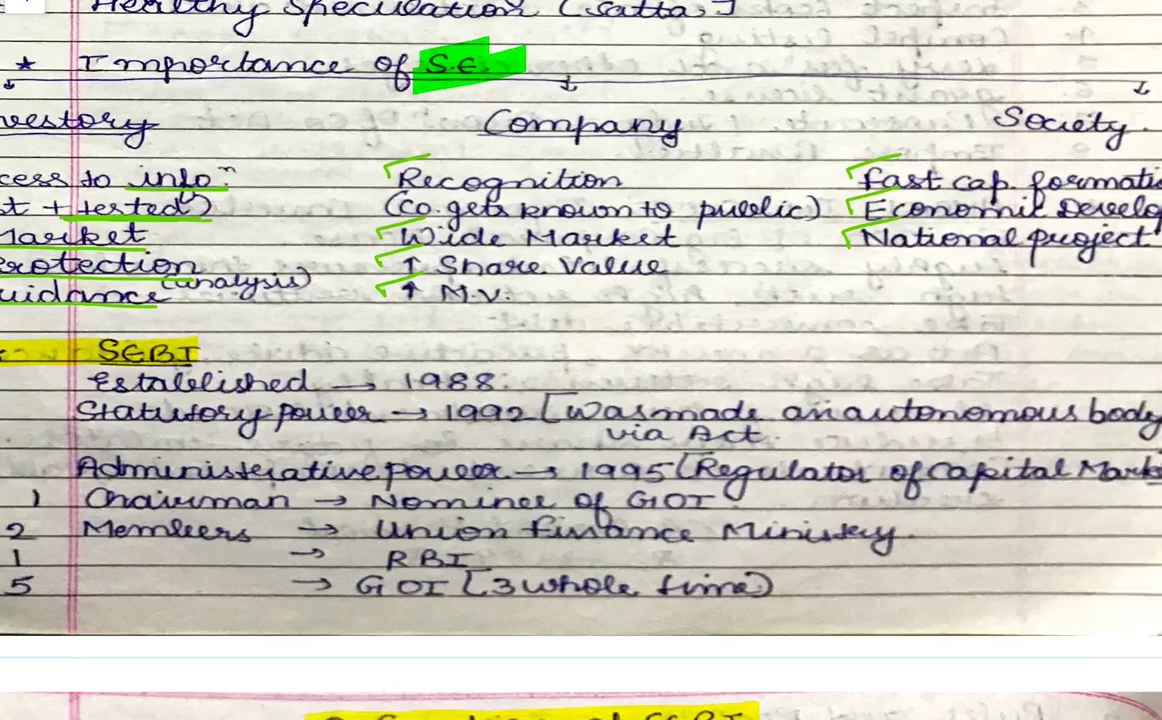 Healthy Speculation (Satta)]
* Importance of S.E.
vestory Company Society.
cess to info^n Recognition fast cap. formatio
st + tested) (Co. gets known to public) Economic Develo
Market Wide Market National project
rotection ↑ Share Value
uidance (analysis) ↑ M.V.
SEBI
Established → 1988.
Statutory power → 1992 [was made an autonomous body
via Act.
Administrative power → 1995 (Regulator of Capital Mark
1 Chairman → Nominee of GOI
2 Members → Union finance Ministry.
1 → RBI
5 → GOI [3 whole time)